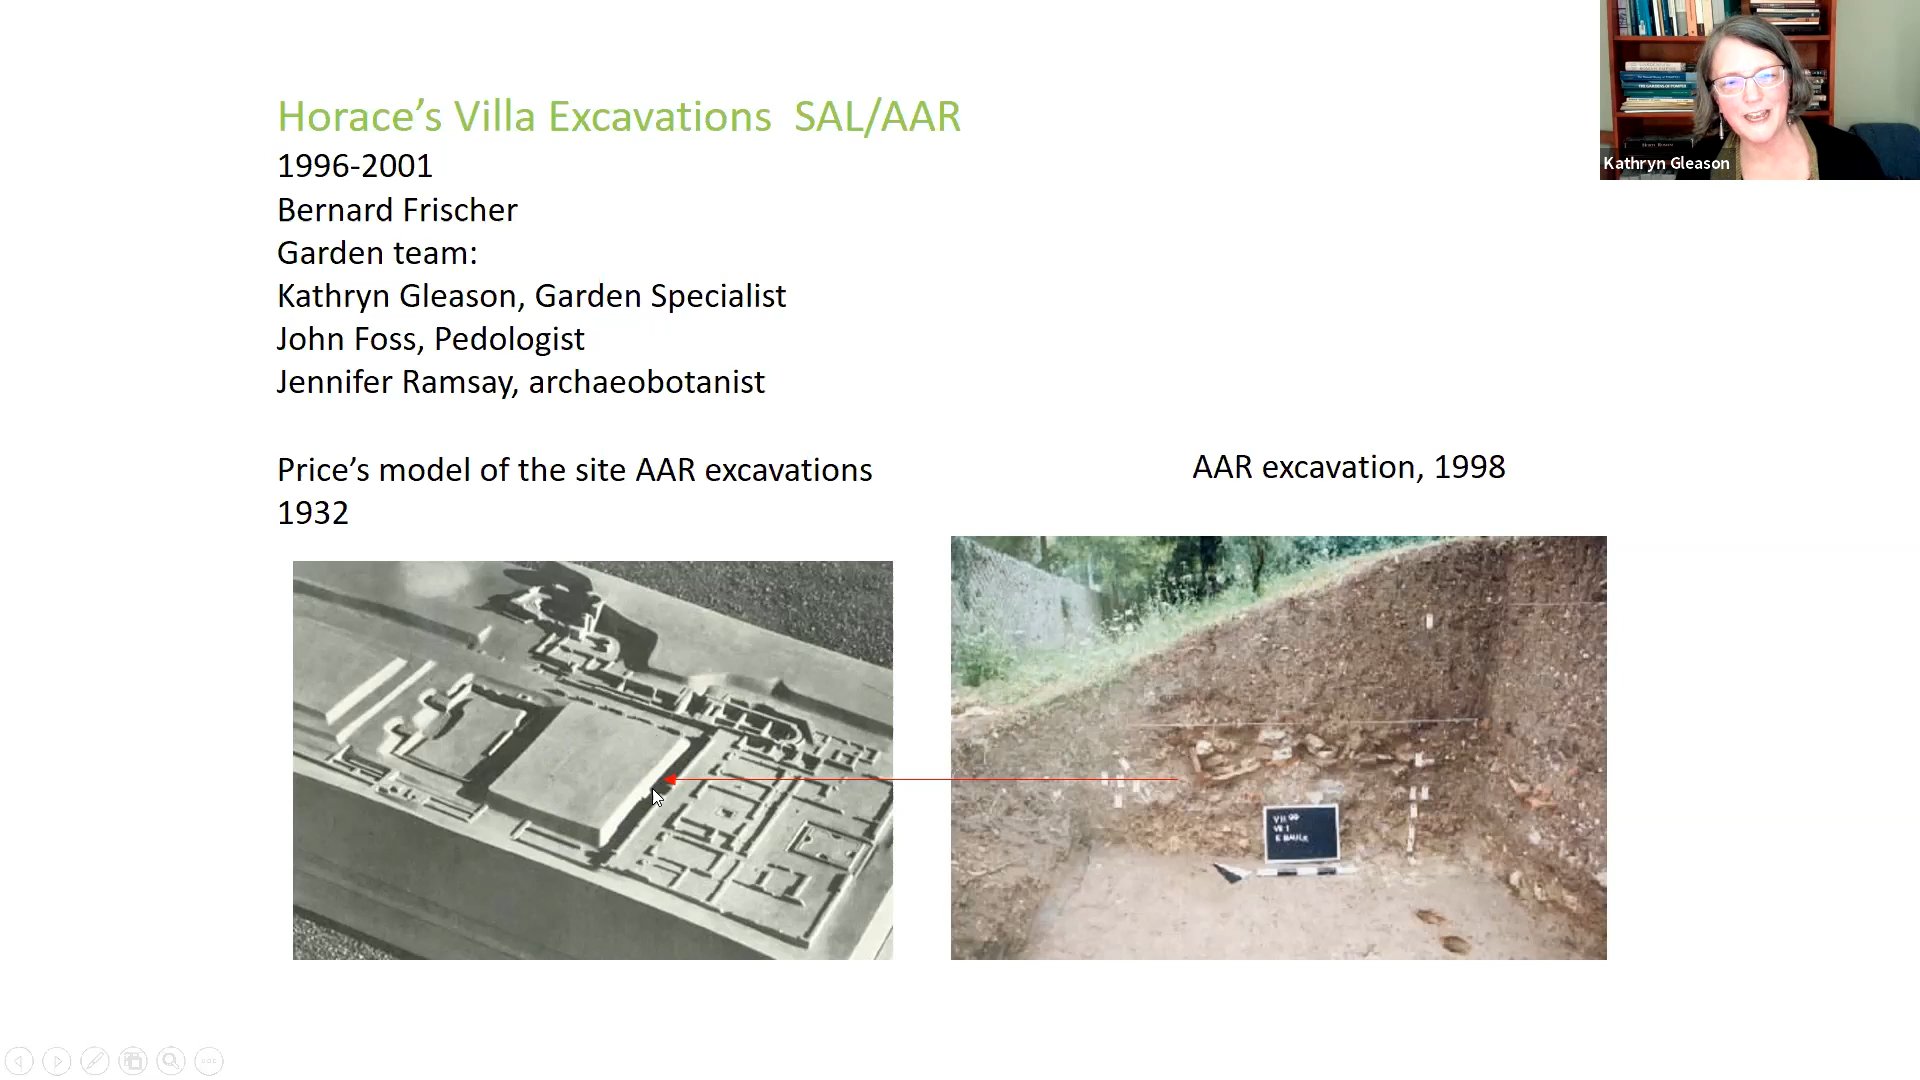 Horace’s Villa Excavations SAL/AAR
1996-2001
Bernard Frischer
Garden team:
Kathryn Gleason, Garden Specialist
John Foss, Pedologist
Jennifer Ramsay, archaeobotanist
Price’s model of the site AAR excavations
1932
AAR excavation, 1998
Kathryn Gleason